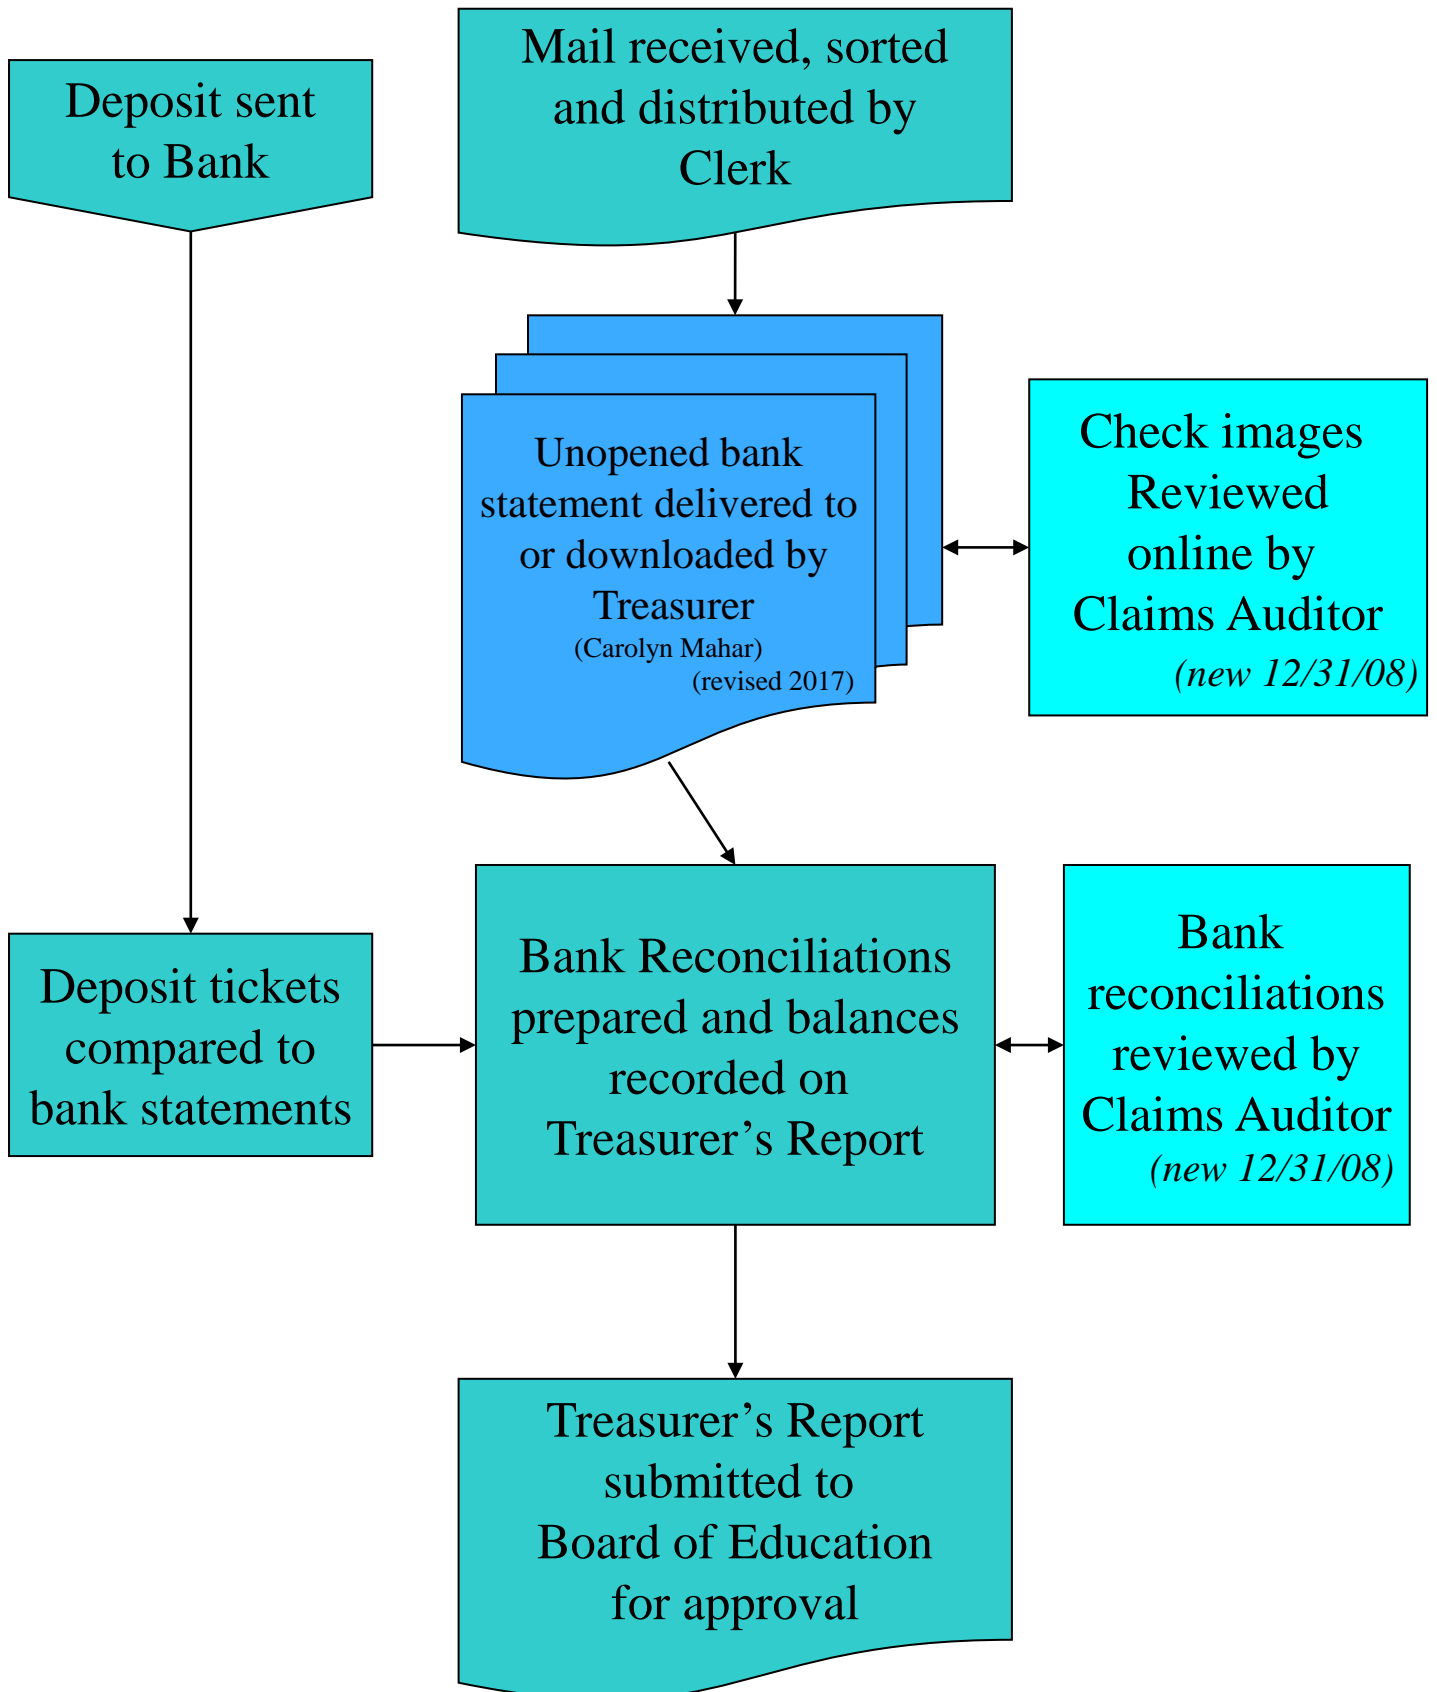 Deposit sent
to Bank
Mail received, sorted
and distributed by
Clerk
Unopened bank
statement delivered to
or downloaded by
Treasurer
(Carolyn Mahar)
(revised 2017)
Check images
Reviewed
online by
Claims Auditor
(new 12/31/08)
Deposit tickets
compared to
bank statements
Bank Reconciliations
prepared and balances
recorded on
Treasurer’s Report
Bank
reconciliations
reviewed by
Claims Auditor
(new 12/31/08)
Treasurer’s Report
submitted to
Board of Education
for approval